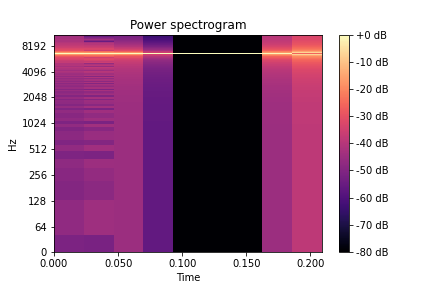 Power spectrogram
8192
4096
2048
1024
512
256
128
64
0
Hz
0.000 0.050 0.100 0.150 0.200
Time
+0 dB
-10 dB
-20 dB
-30 dB
-40 dB
-50 dB
-60 dB
-70 dB
-80 dB